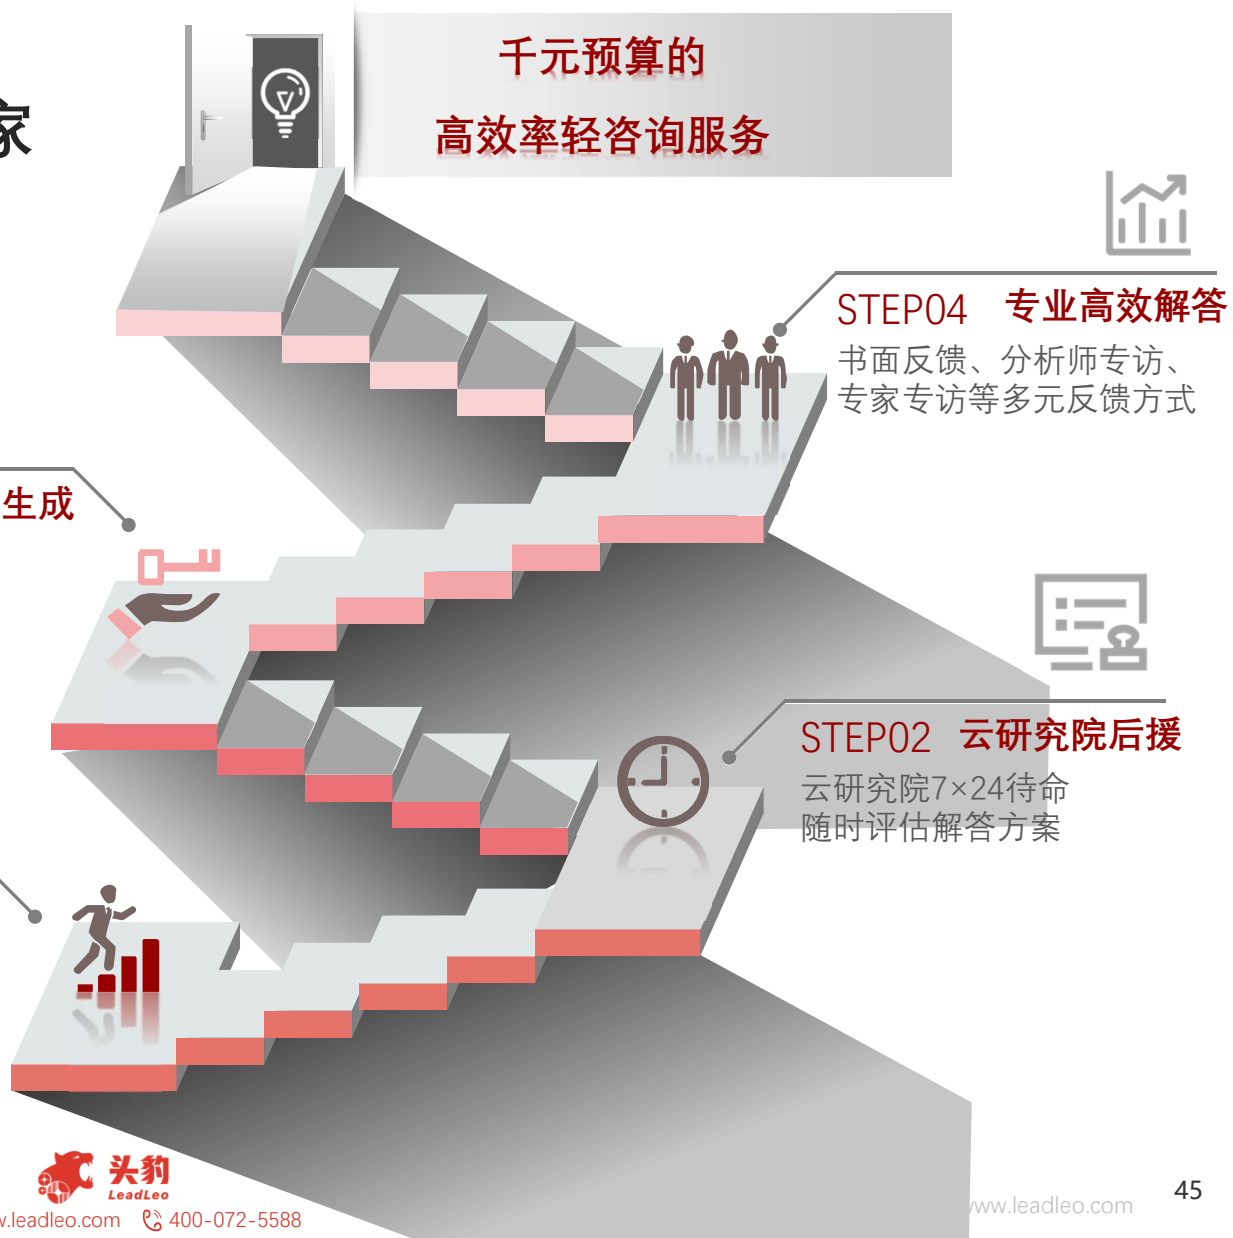 家
千元预算的
高效率轻咨询服务
STEP04 专业高效解答
书面反馈、分析师专访、
专家专访等多元反馈方式
生成
STEP02 云研究院后援
云研究院7×24待命
随时评估解答方案
头豹
LeadLeo
w.leadleo.com 400-072-5588
www.leadleo.com
45